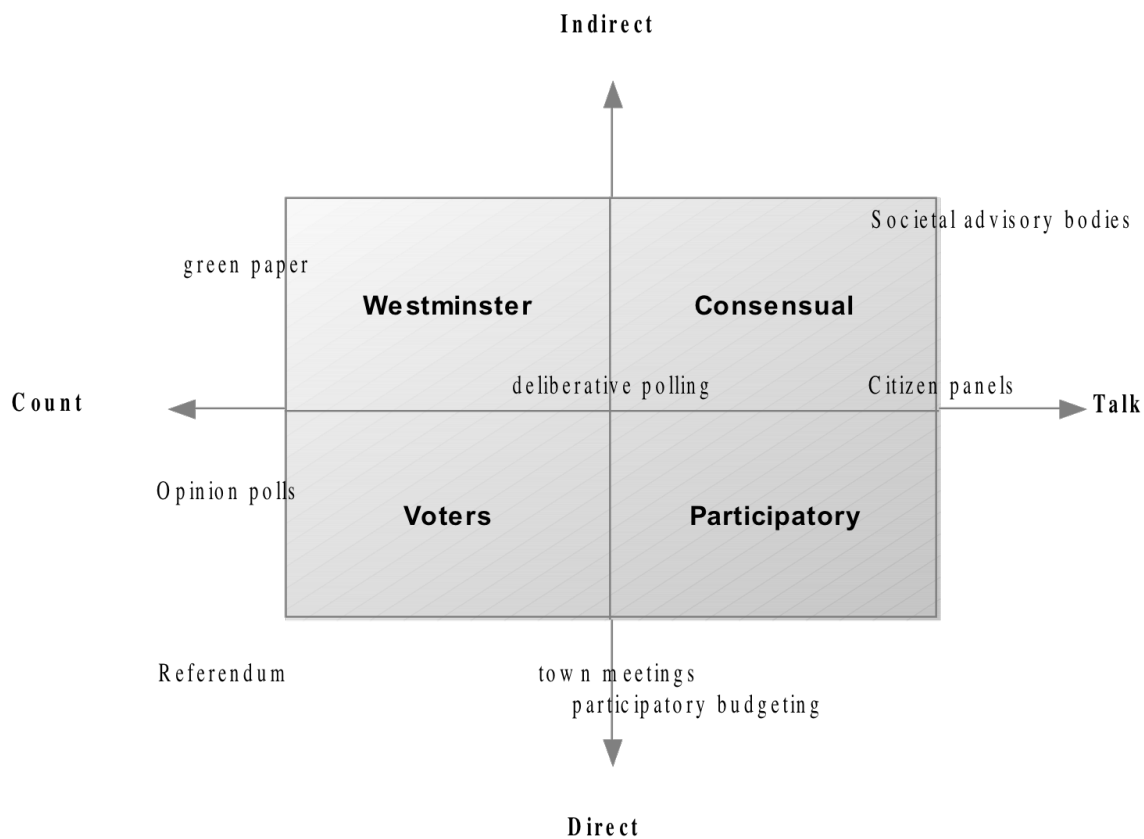 Indirect
Societal advisory bodies
green paper
Westminster
Consensual
deliberative polling
Citizen panels
Count
Talk
Opinion polls
Voters
Participatory
Referendum
town meetings
participatory budgeting
Direct